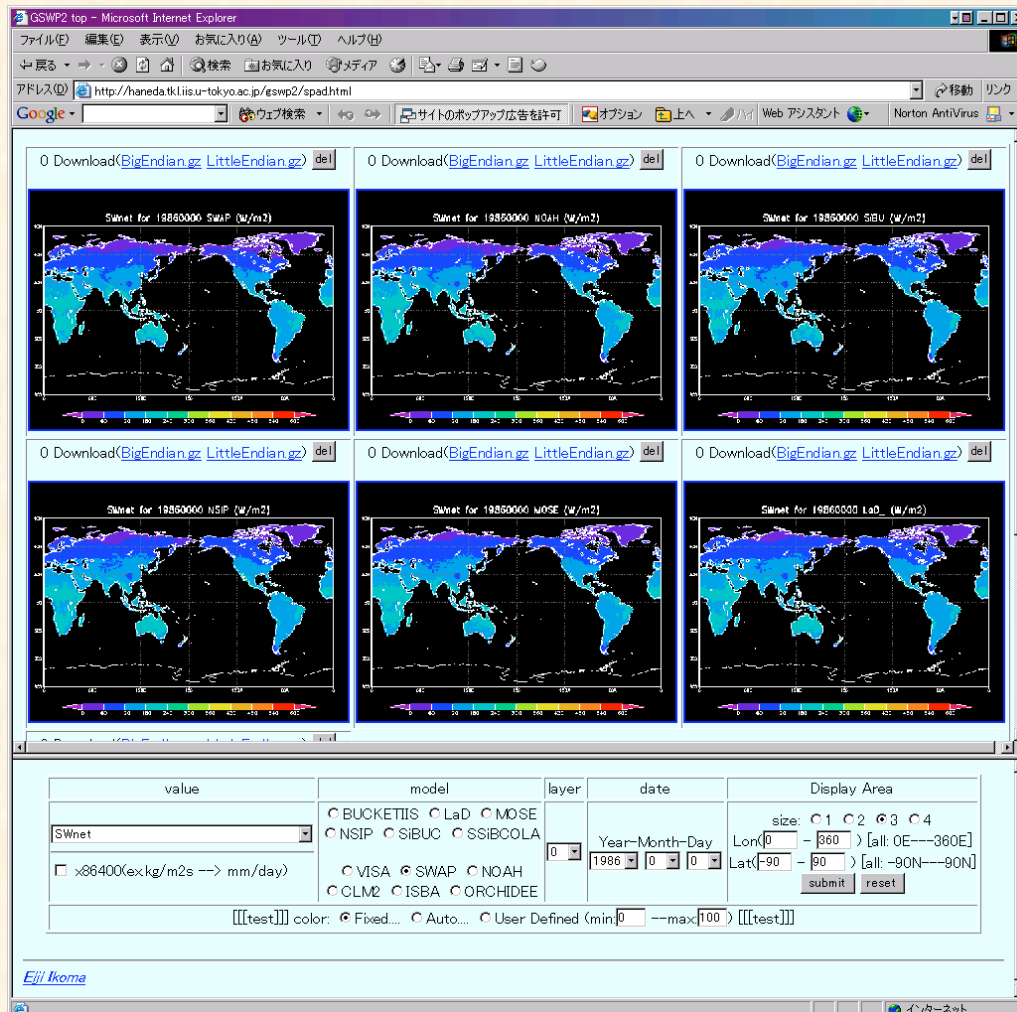 GSWP2 top - Microsoft Internet Explorer
ファイル(F) 編集(E) 表示(V) お気に入り(A) ツール(T) ヘルプ(H)
戻る 検索 お気に入り メディア
アドレス(D) http://haneda.tkl.iis.u-tokyo.ac.jp/gswp2/spad.html 移動 リンク
Google ウェブ検索 サイトのポップアップ広告を許可 オプション 上へ ハイ Web アシスタント Norton AntiVirus
0 Download(BigEndian.gz LittleEndian.gz) del 0 Download(BigEndian.gz LittleEndian.gz) del 0 Download(BigEndian.gz LittleEndian.gz) del
SWnet for 19860000 SWAP (W/m2) SWnet for 19860000 NOAH (W/m2) SWnet for 19860000 SiBU (W/m2)
0 Download(BigEndian.gz LittleEndian.gz) del 0 Download(BigEndian.gz LittleEndian.gz) del 0 Download(BigEndian.gz LittleEndian.gz) del
SWnet for 19860000 NSIP (W/m2) SWnet for 19860000 MOSE (W/m2) SWnet for 19860000 LaD_ (W/m2)
value model layer date Display Area
BUCKETIIS LaD MOSE size: 1 2 3 4
SWnet NSIP SiBUC SSiBCOLA Year-Month-Day Lon(0 - 360 ) [all: 0E---360E]
0 1986 0 0 Lat(-90 - 90 ) [all: -90N---90N]
x86400(ex.kg/m2s --> mm/day) VISA SWAP NOAH submit reset
CLM2 ISBA ORCHIDEE
[[[test]]] color: Fixed.... Auto.... User Defined (min:0 --max:100 ) [[[test]]]
Eiji Ikoma
インターネット